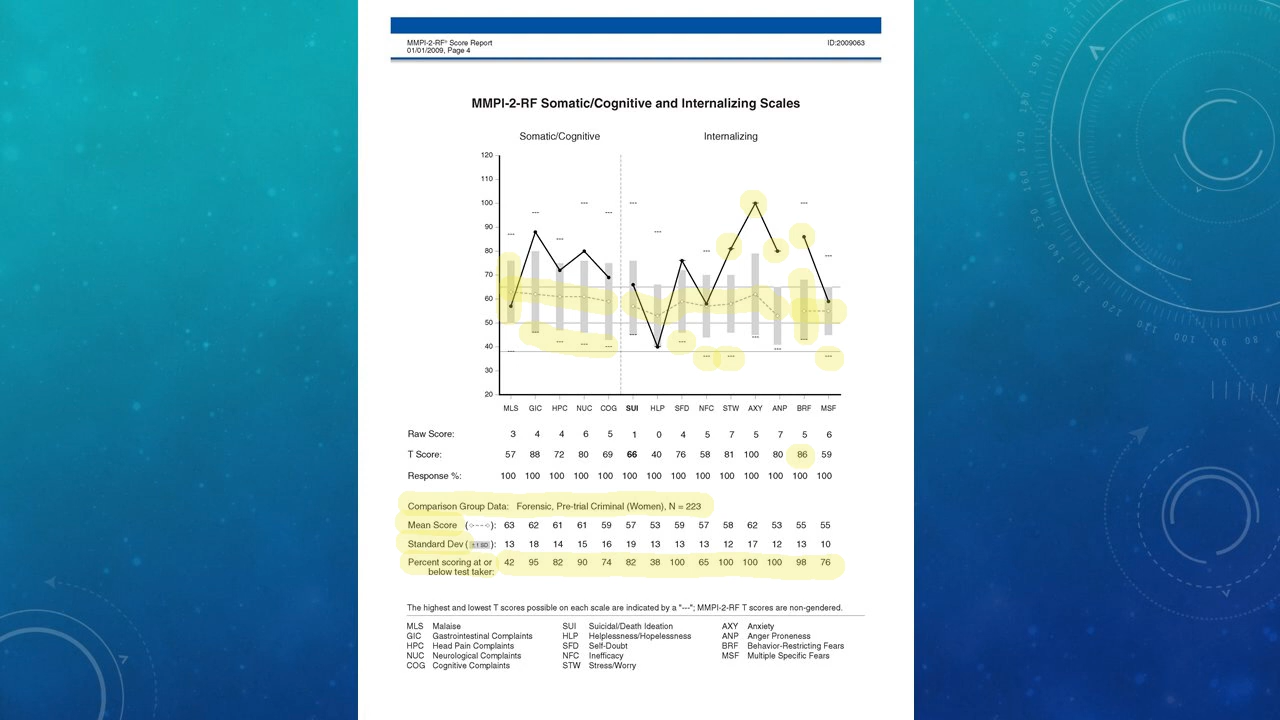 MMPI-2-RF® Score Report
01/01/2009, Page 4
ID:2009063
MMPI-2-RF Somatic/Cognitive and Internalizing Scales
Somatic/Cognitive Internalizing
120
110
100
90
80
70
60
50
40
30
20
MLS GIC HPC NUC COG SUI HLP SFD NFC STW AXY ANP BRF MSF
Raw Score: 3 4 4 6 5 1 0 4 5 7 5 7 5 6
T Score: 57 88 72 80 69 66 40 76 58 81 100 80 86 59
Response %: 100 100 100 100 100 100 100 100 100 100 100 100 100 100
Comparison Group Data: Forensic, Pre-trial Criminal (Women), N = 223
Mean Score (◇---◇): 63 62 61 61 59 57 53 59 57 58 62 53 55 55
Standard Dev (±1 SD): 13 18 14 15 16 19 13 13 13 12 17 12 13 10
Percent scoring at or 42 95 82 90 74 82 38 100 65 100 100 100 98 76
below test taker:
The highest and lowest T scores possible on each scale are indicated by a "---"; MMPI-2-RF T scores are non-gendered.
MLS Malaise SUI Suicidal/Death Ideation AXY Anxiety
GIC Gastrointestinal Complaints HLP Helplessness/Hopelessness ANP Anger Proneness
HPC Head Pain Complaints SFD Self-Doubt BRF Behavior-Restricting Fears
NUC Neurological Complaints NFC Inefficacy MSF Multiple Specific Fears
COG Cognitive Complaints STW Stress/Worry